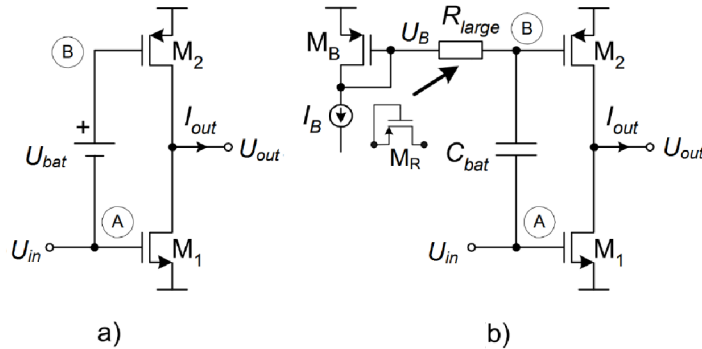 B
M2
+
Ubat
Iout
Uout
A
Uin
M1
a)
MB
UB
Rlarge
B
M2
IB
MR
Cbat
Iout
Uout
A
Uin
M1
b)